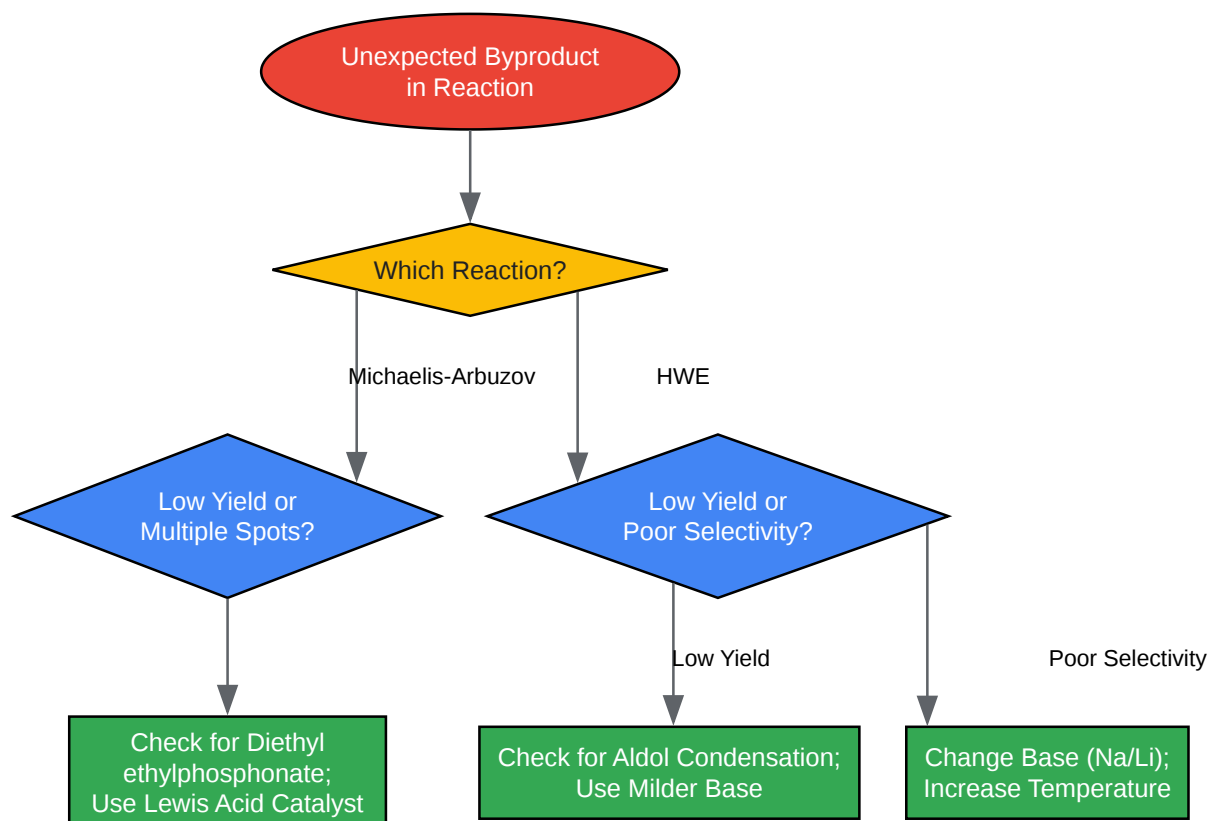 Unexpected Byproduct
in Reaction
Which Reaction?
Michaelis-Arbuzov
HWE
Low Yield or
Multiple Spots?
Low Yield or
Poor Selectivity?
Low Yield
Poor Selectivity
Check for Diethyl
ethylphosphonate;
Use Lewis Acid Catalyst
Check for Aldol Condensation;
Use Milder Base
Change Base (Na/Li);
Increase Temperature